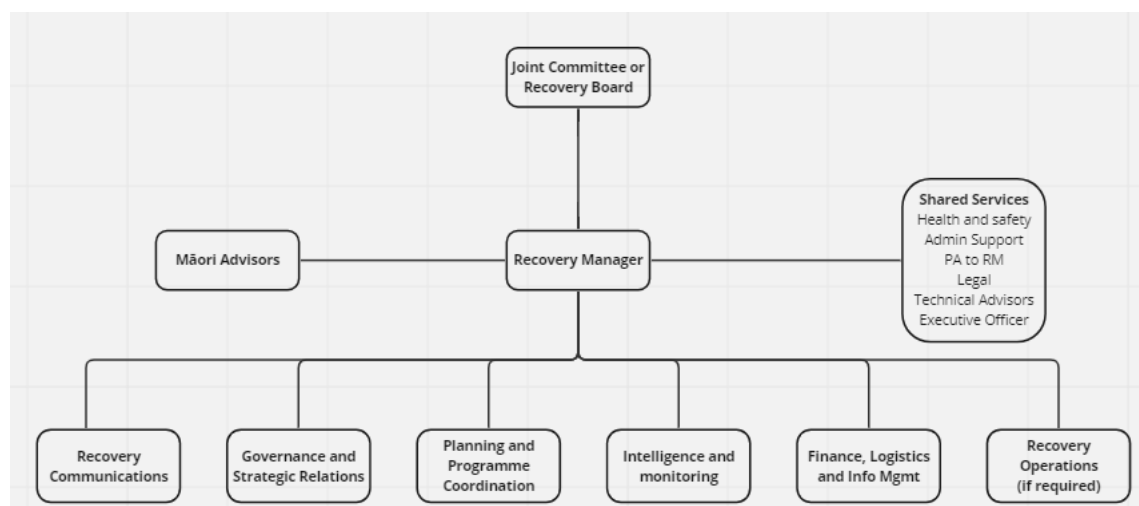 Joint Committee or
Recovery Board
Māori Advisors
Recovery Manager
Shared Services
Health and safety
Admin Support
PA to RM
Legal
Technical Advisors
Executive Officer
Recovery
Communications
Governance and
Strategic Relations
Planning and
Programme
Coordination
Intelligence and
monitoring
Finance, Logistics
and Info Mgmt
Recovery
Operations
(if required)